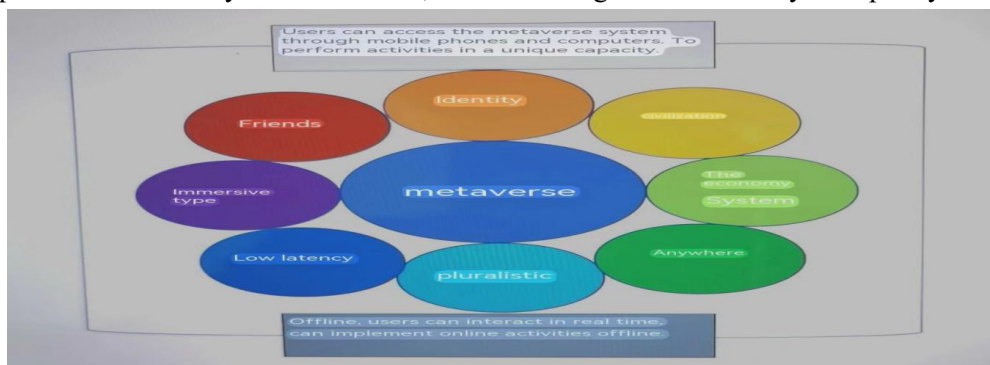 Users can access the metaverse system
through mobile phones and computers. To
perform activities in a unique capacity.
Identity
Friends
civilization
metaverse
Immersive
type
The
economy
System
Low latency
pluralistic
Anywhere
Offline, users can interact in real time,
can implement online activities offline.